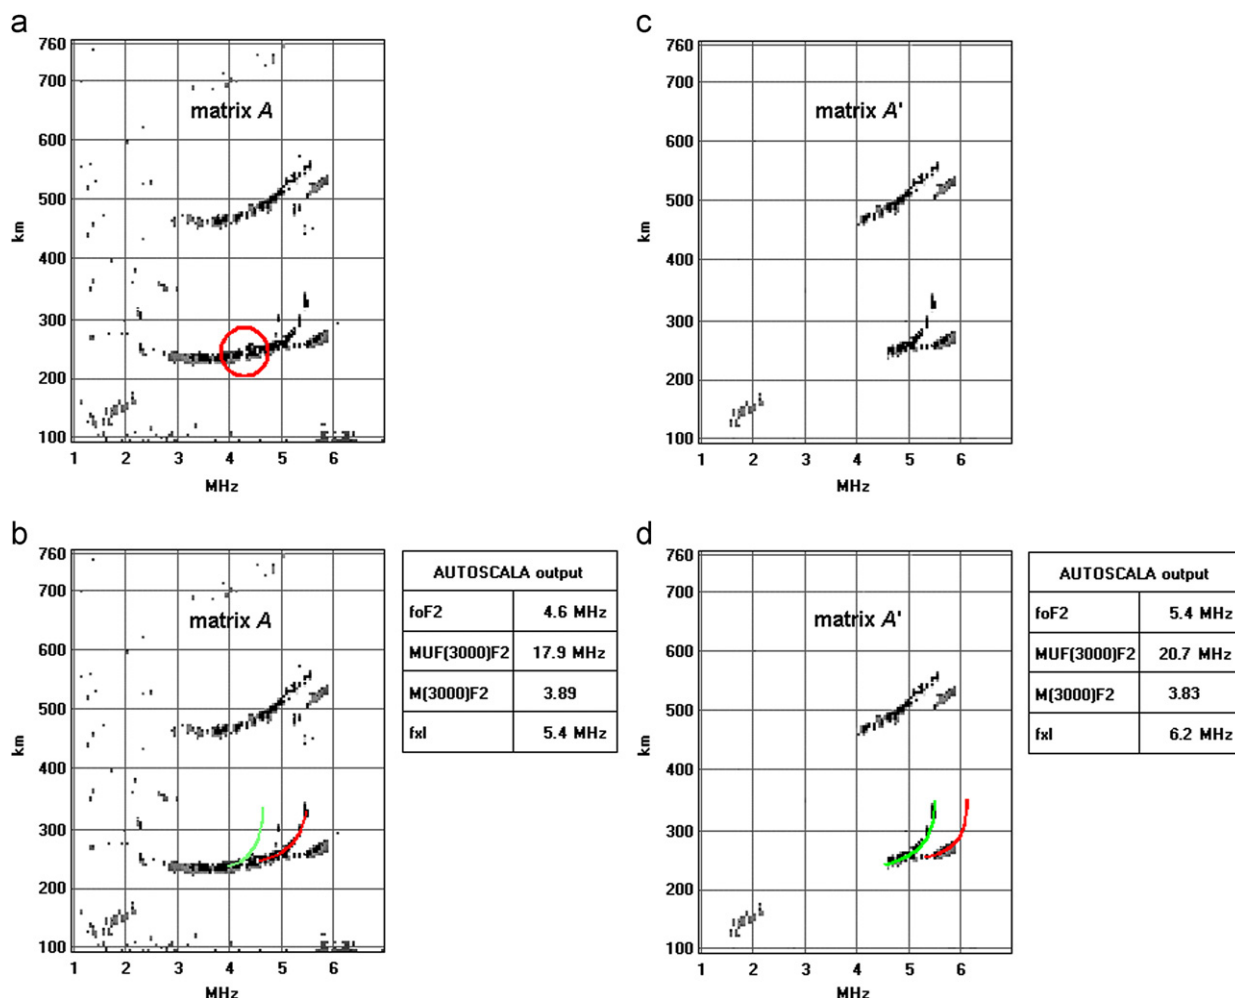 a
760
700
600
500
400
300
200
100
km
matrix A
1 2 3 4 5 6
MHz
c
760
700
600
500
400
300
200
100
km
matrix A'
1 2 3 4 5 6
MHz
b
760
700
600
500
400
300
200
100
km
matrix A
1 2 3 4 5 6
MHz
AUTOSCALA output
foF2 4.6 MHz
MUF(3000)F2 17.9 MHz
M(3000)F2 3.89
fxI 5.4 MHz
d
760
700
600
500
400
300
200
100
km
matrix A'
1 2 3 4 5 6
MHz
AUTOSCALA output
foF2 5.4 MHz
MUF(3000)F2 20.7 MHz
M(3000)F2 3.83
fxI 6.2 MHz